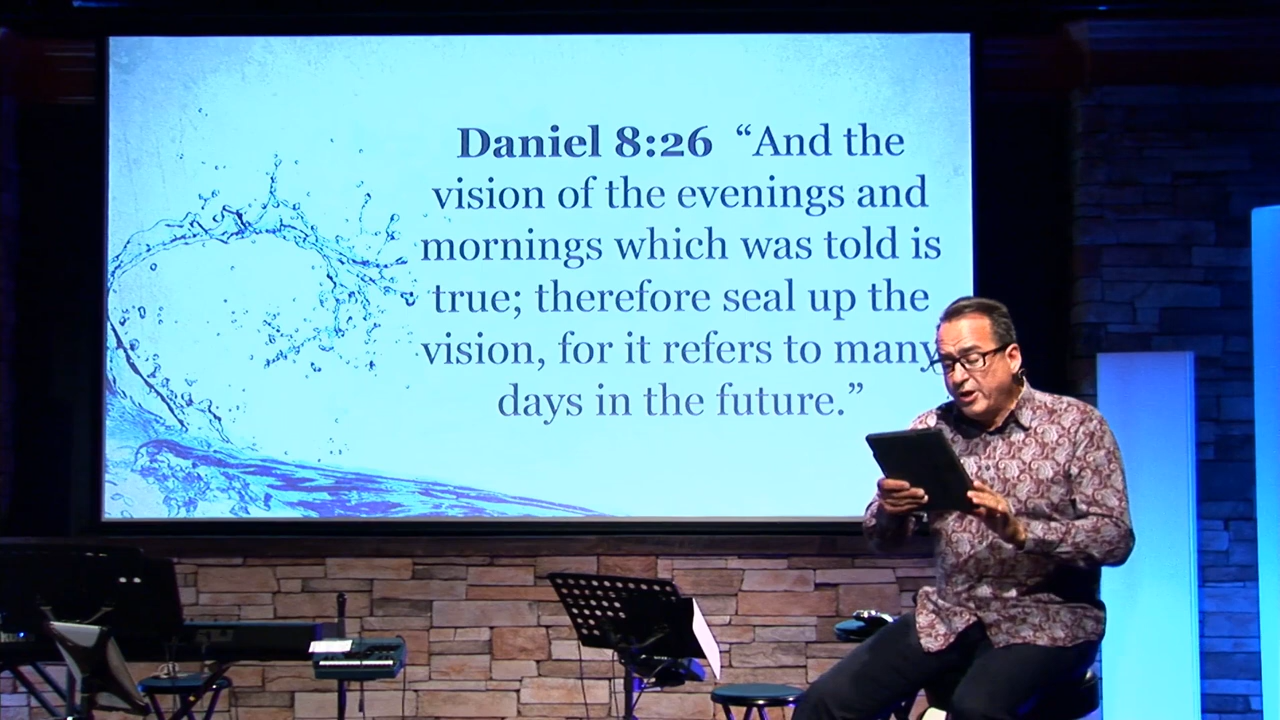 Daniel 8:26 “And the
vision of the evenings and
mornings which was told is
true; therefore seal up the
vision, for it refers to many
days in the future.”